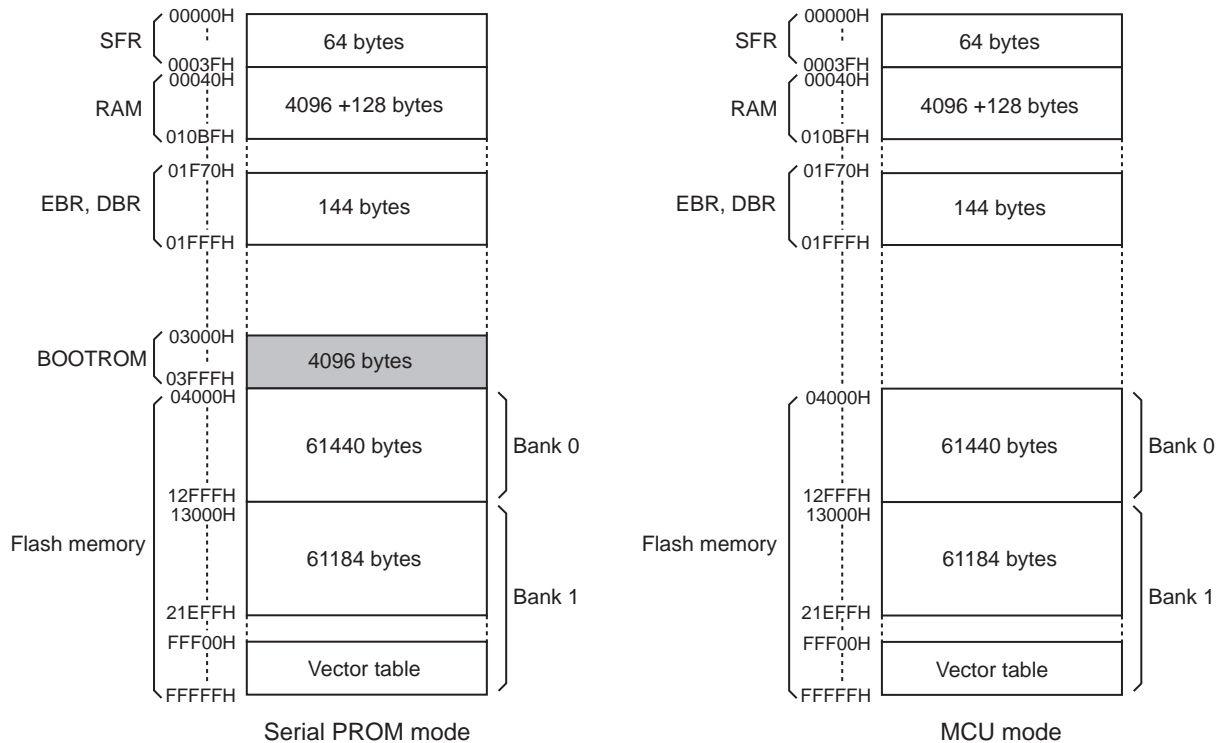 00000H
SFR
64 bytes
0003FH
00040H
RAM
4096 +128 bytes
010BFH
01F70H
EBR, DBR
144 bytes
01FFFH
03000H
BOOTROM
4096 bytes
03FFFH
04000H
61440 bytes
Bank 0
12FFFH
13000H
Flash memory
61184 bytes
Bank 1
21EFFH
FFF00H
Vector table
FFFFFH
Serial PROM mode
00000H
SFR
64 bytes
0003FH
00040H
RAM
4096 +128 bytes
010BFH
01F70H
EBR, DBR
144 bytes
01FFFH
04000H
61440 bytes
Bank 0
12FFFH
13000H
Flash memory
61184 bytes
Bank 1
21EFFH
FFF00H
Vector table
FFFFFH
MCU mode